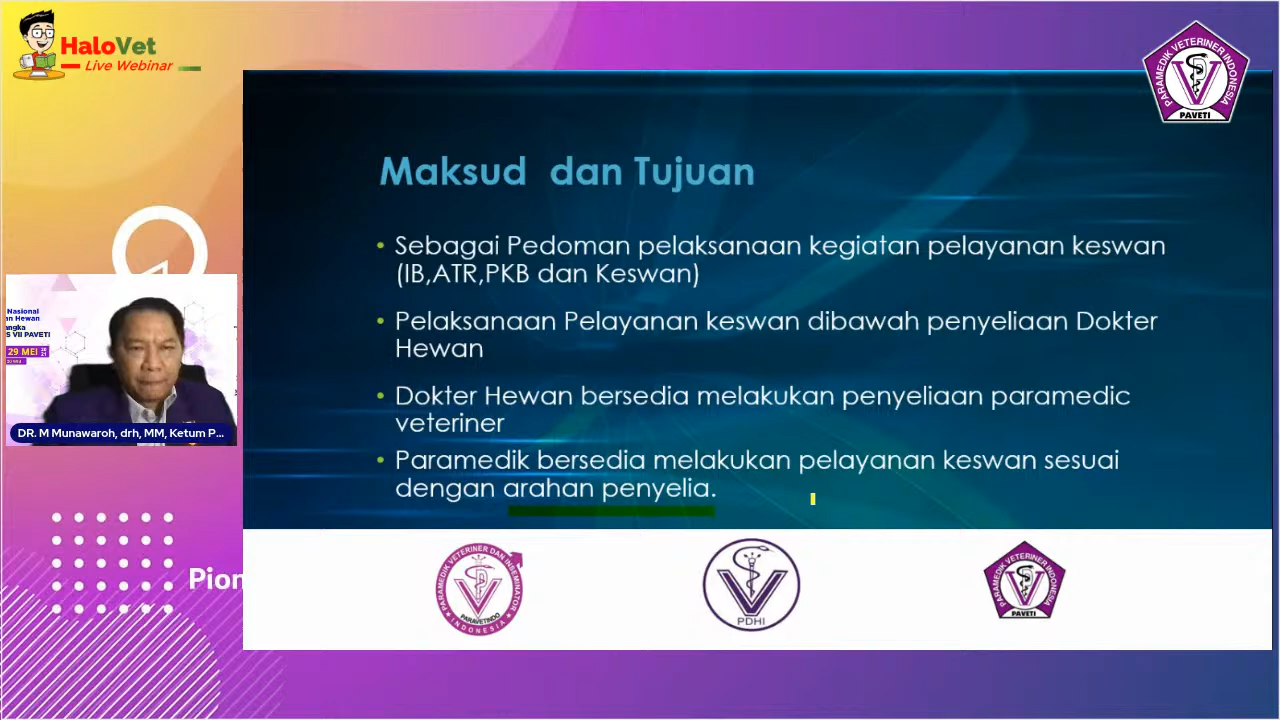 HaloVet
Live Webinar
PARAMEDIK VETERINER INDONESIA
PAVETI
Maksud dan Tujuan
• Sebagai Pedoman pelaksanaan kegiatan pelayanan keswan
(IB,ATR,PKB dan Keswan)
• Pelaksanaan Pelayanan keswan dibawah penyeliaan Dokter
Hewan
• Dokter Hewan bersedia melakukan penyeliaan paramedic
veteriner
• Paramedik bersedia melakukan pelayanan keswan sesuai
dengan arahan penyelia.
Nasional
Hewan
S VII PAVETI
29 MEI
DR. M Munawaroh, drh, MM, Ketum P...
Pion
PARAMEDIK VETERINER DAN INSEMINATOR
PARAVETINDO
INDONESIA
PDHI
PARAMEDIK VETERINER INDONESIA
PAVETI